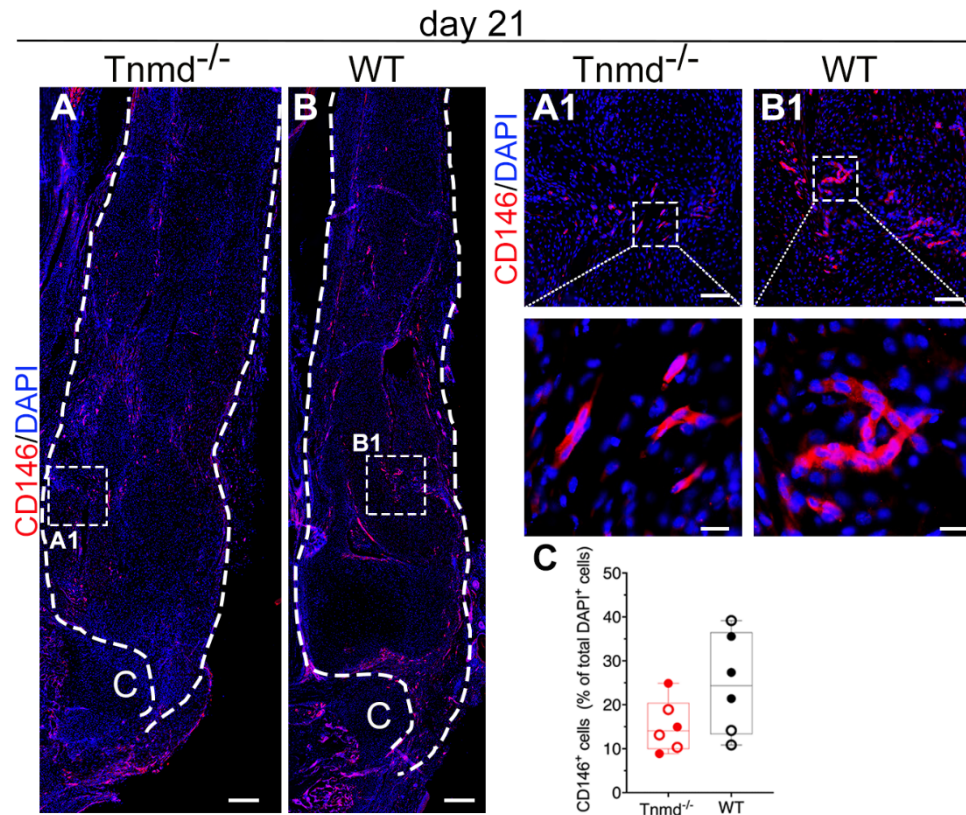 day 21
Tnmd-/-
WT
Tnmd-/-
WT
CD146/DAPI
A
A1
C
B
B1
C
CD146/DAPI
A1
B1
C
CD146+ cells (% of total DAPI+ cells)
50
40
30
20
10
0
Tnmd-/-
WT